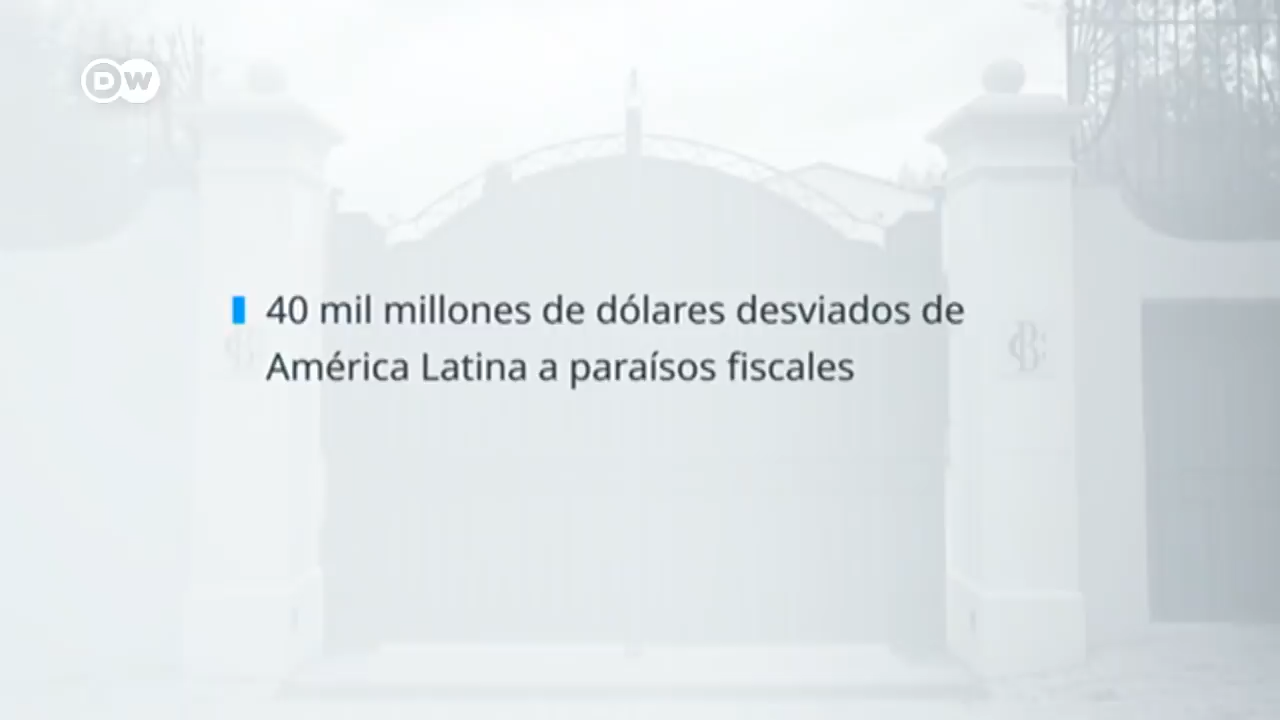 DW
40 mil millones de dólares desviados de
América Latina a paraísos fiscales